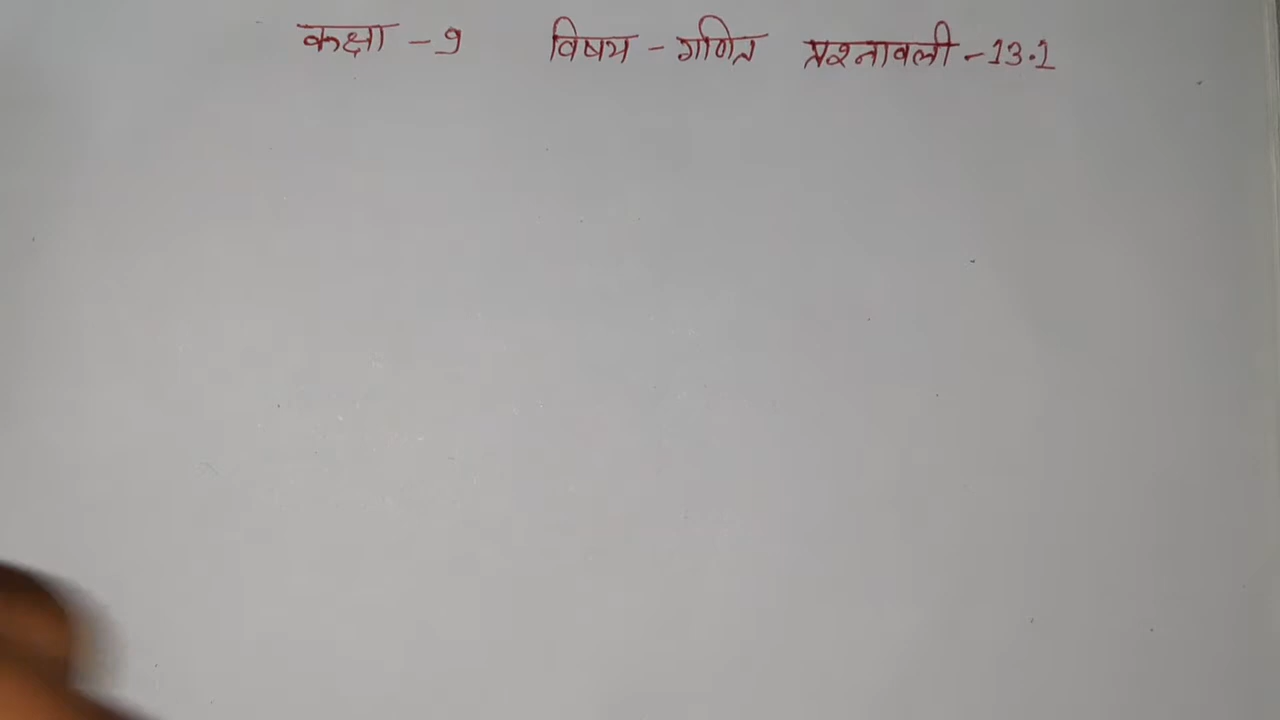 कक्षा - 9 विषय - गणित प्रश्नावली - 13.1